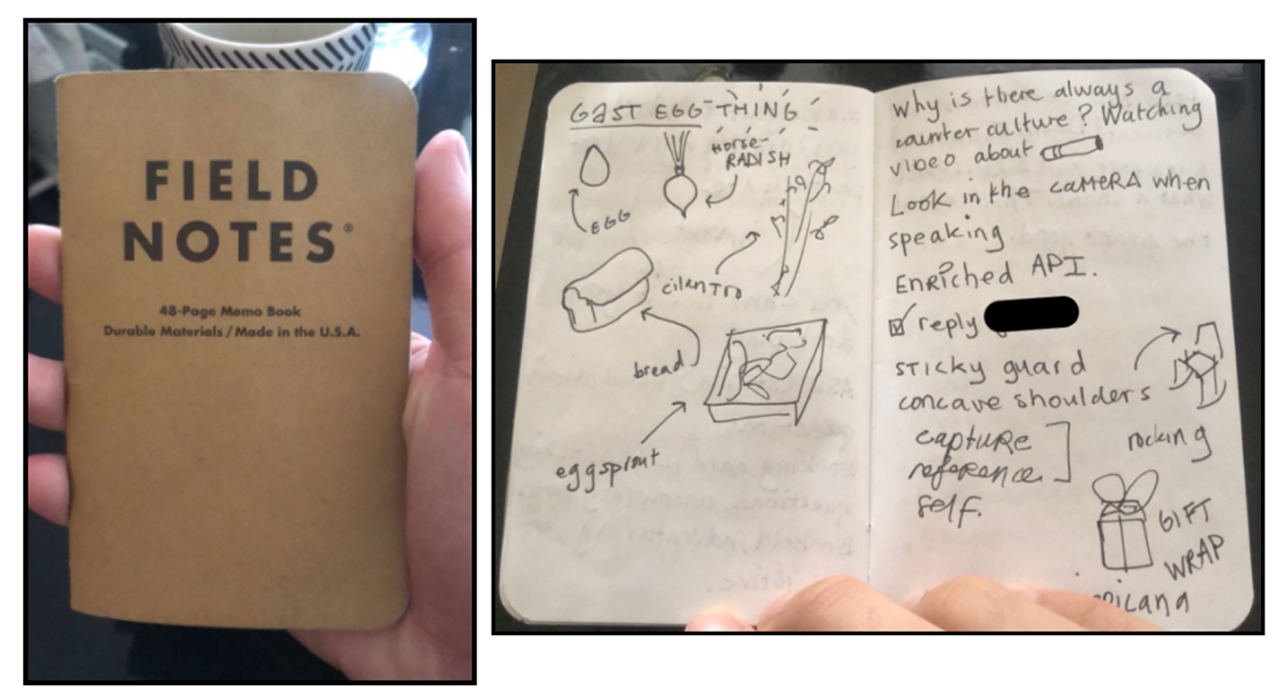 FIELD
NOTES®
48-Page Memo Book
Durable Materials / Made in the U.S.A.
GaST EGG THING
HORSE-
RADISH
EGG
cilanTro
bread
eggsprout
Why is there always a
counter culture? Watching
video about
Look in the CaMeRA when
speaking
EnRiched API.
reply
STicky guard
concave shoulders
captuRe
reference
self.
rocking
GIFT
WRAP